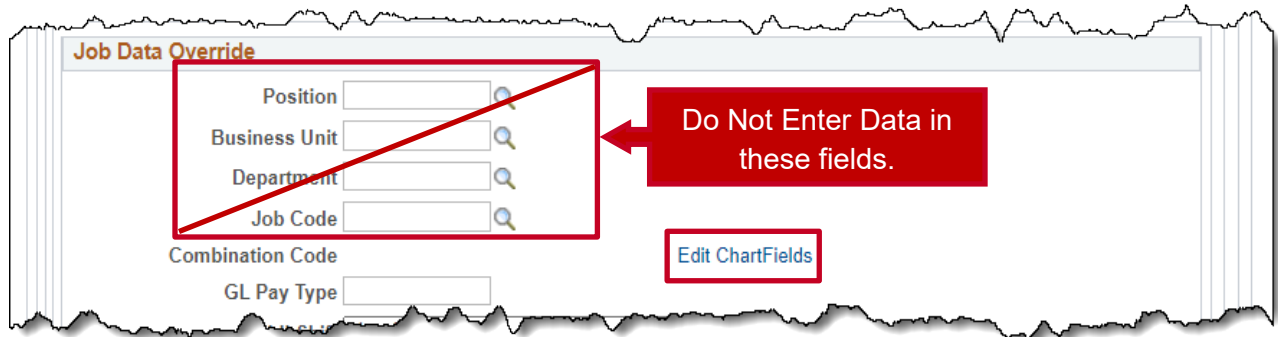 Job Data Override
Position
Business Unit
Department
Job Code
Do Not Enter Data in
these fields.
Combination Code
Edit ChartFields
GL Pay Type